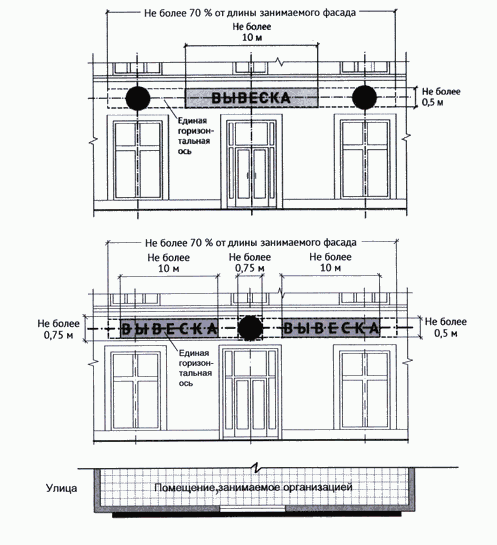 Не более 70 % от длины занимаемого фасада
Не более
10 м
ВЫВЕСКА
Не более
0,5 м
Единая
горизон-
тальная
ось
Не более 70 % от длины занимаемого фасада
Не более
10 м
Не более
0,75 м
Не более
10 м
Не более
0,75 м
ВЫВЕСКА
ВЫВЕСКА
Не более
0,5 м
Единая
горизон-
тальная
ось
Улица
Помещение,занимаемое организацией